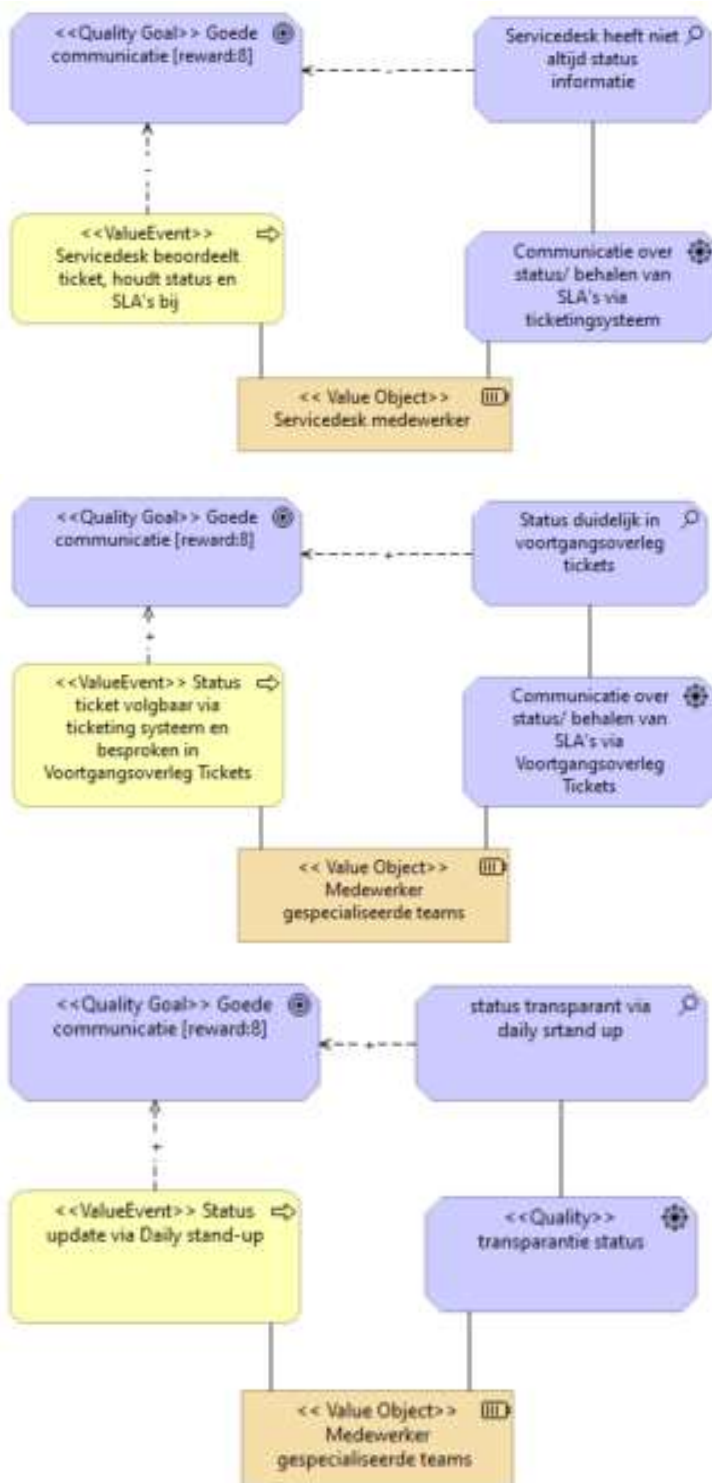 <<Quality Goal>> Goede
communicatie [reward:8]
Servicedesk heeft niet
altijd status
informatie
-
-
<<ValueEvent>>
Servicedesk beoordeelt
ticket, houdt status en
SLA's bij
Communicatie over
status/ behalen van
SLA's via
ticketingsysteem
<< Value Object>>
Servicedesk medewerker
<<Quality Goal>> Goede
communicatie [reward:8]
Status duidelijk in
voortgangsoverleg
tickets
+
+
<<ValueEvent>> Status
ticket volgbaar via
ticketing systeem en
besproken in
Voortgangsoverleg Tickets
Communicatie over
status/ behalen van
SLA's via
Voortgangsoverleg
Tickets
<< Value Object>>
Medewerker
gespecialiseerde teams
<<Quality Goal>> Goede
communicatie [reward:8]
status transparant via
daily srtand up
+
+
<<ValueEvent>> Status
update via Daily stand-up
<<Quality>>
transparantie status
<< Value Object>>
Medewerker
gespecialiseerde teams